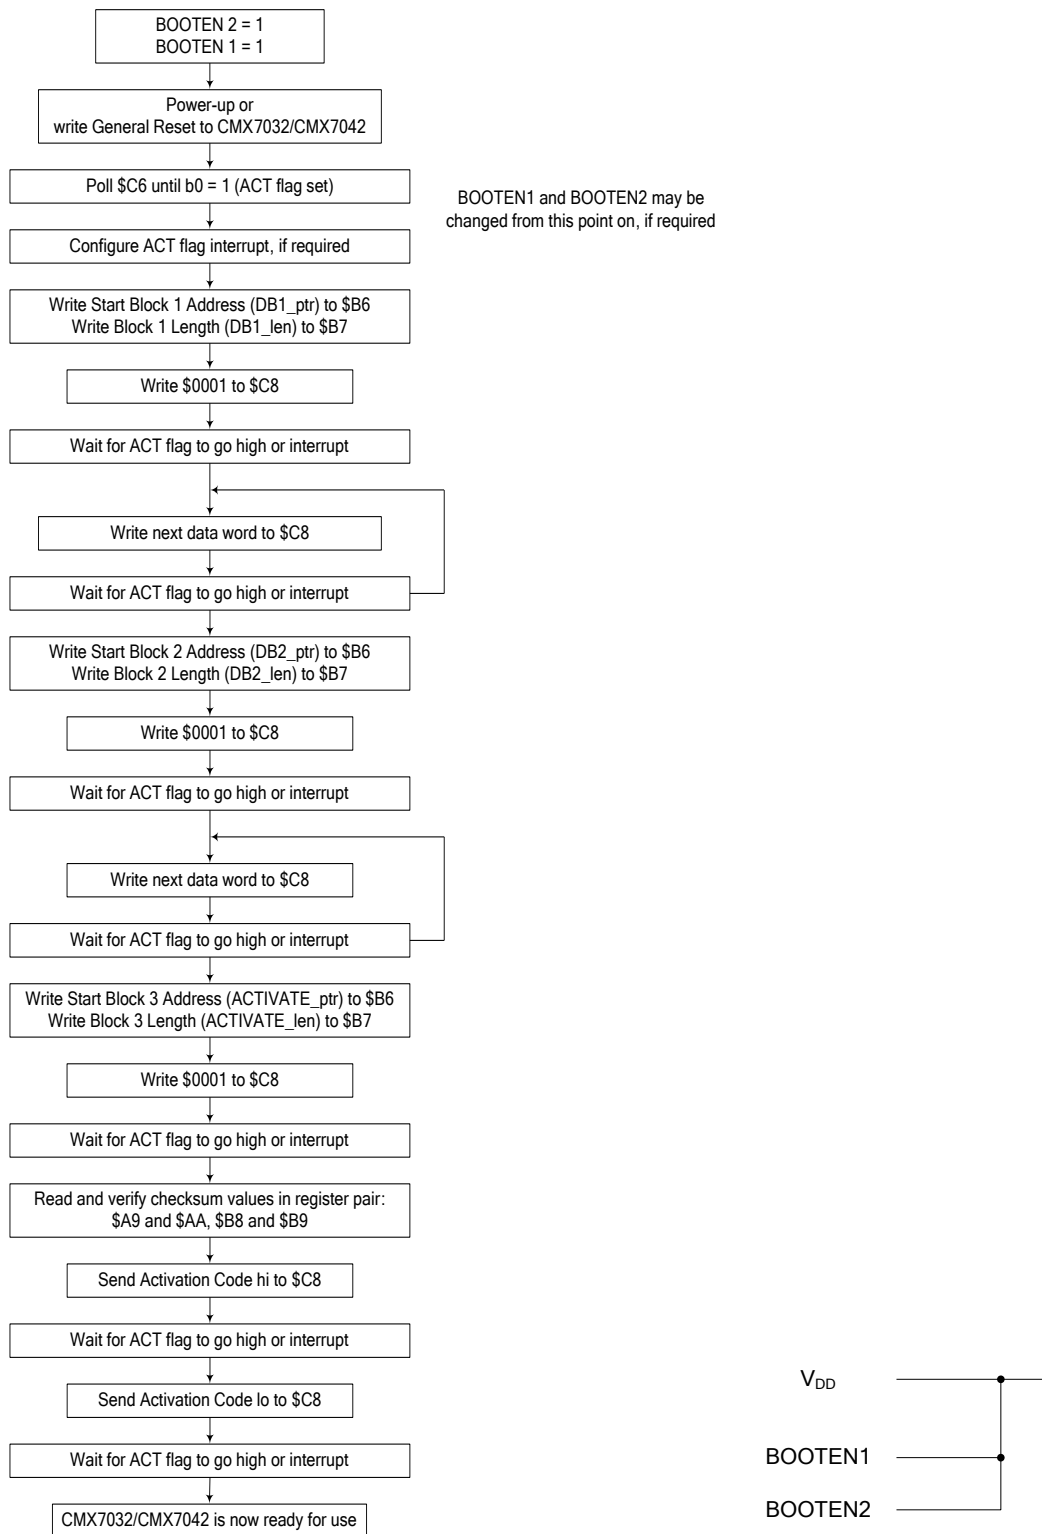 BOOTEN 2 = 1
BOOTEN 1 = 1
Power-up or
write General Reset to CMX7032/CMX7042
Poll $C6 until b0 = 1 (ACT flag set)
BOOTEN1 and BOOTEN2 may be
changed from this point on, if required
Configure ACT flag interrupt, if required
Write Start Block 1 Address (DB1_ptr) to $B6
Write Block 1 Length (DB1_len) to $B7
Write $0001 to $C8
Wait for ACT flag to go high or interrupt
Write next data word to $C8
Wait for ACT flag to go high or interrupt
Write Start Block 2 Address (DB2_ptr) to $B6
Write Block 2 Length (DB2_len) to $B7
Write $0001 to $C8
Wait for ACT flag to go high or interrupt
Write next data word to $C8
Wait for ACT flag to go high or interrupt
Write Start Block 3 Address (ACTIVATE_ptr) to $B6
Write Block 3 Length (ACTIVATE_len) to $B7
Write $0001 to $C8
Wait for ACT flag to go high or interrupt
Read and verify checksum values in register pair:
$A9 and $AA, $B8 and $B9
Send Activation Code hi to $C8
Wait for ACT flag to go high or interrupt
Send Activation Code lo to $C8
Wait for ACT flag to go high or interrupt
CMX7032/CMX7042 is now ready for use
VDD
BOOTEN1
BOOTEN2